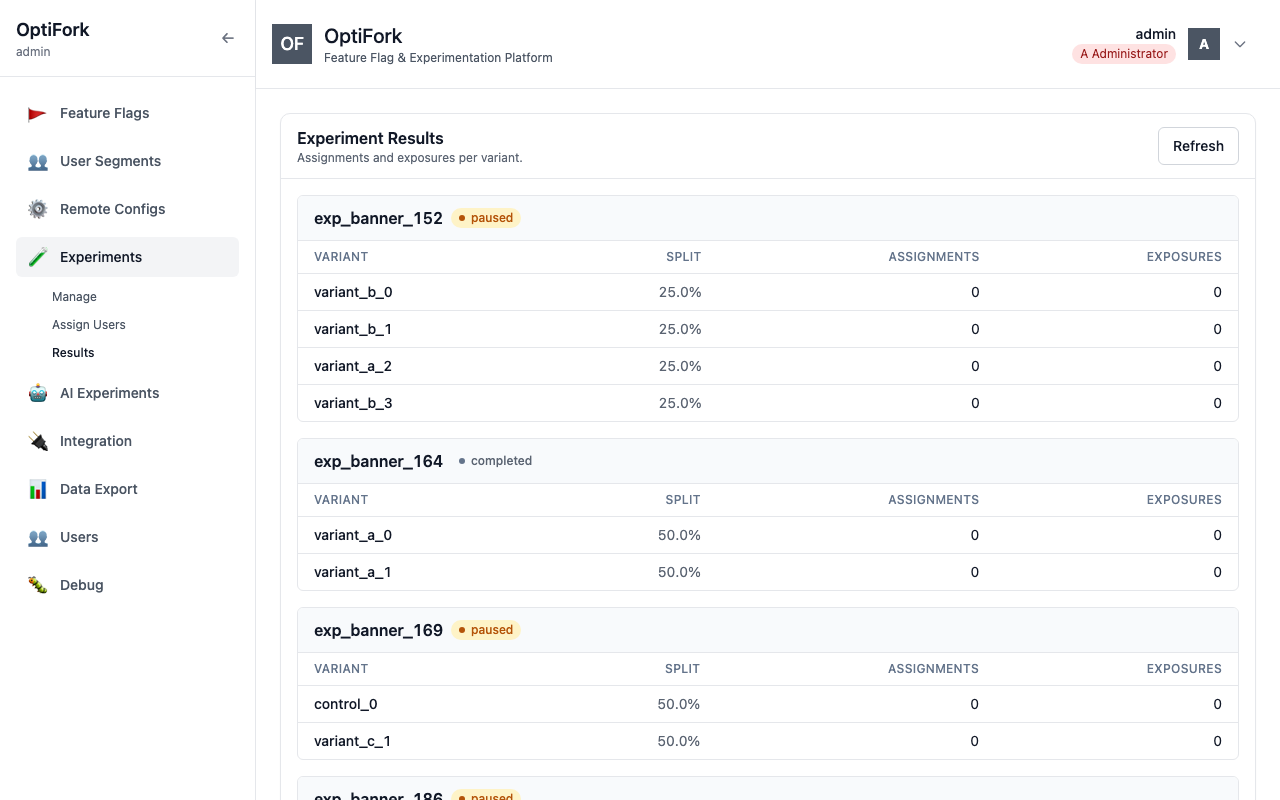 OptiFork
admin
Feature Flags
User Segments
Remote Configs
Experiments
Manage
Assign Users
Results
AI Experiments
Integration
Data Export
Users
Debug
OF
OptiFork
Feature Flag & Experimentation Platform
admin
A Administrator
A
Experiment Results
Assignments and exposures per variant.
Refresh
exp_banner_152 paused
VARIANT SPLIT ASSIGNMENTS EXPOSURES
variant_b_0 25.0% 0 0
variant_b_1 25.0% 0 0
variant_a_2 25.0% 0 0
variant_b_3 25.0% 0 0
exp_banner_164 completed
VARIANT SPLIT ASSIGNMENTS EXPOSURES
variant_a_0 50.0% 0 0
variant_a_1 50.0% 0 0
exp_banner_169 paused
VARIANT SPLIT ASSIGNMENTS EXPOSURES
control_0 50.0% 0 0
variant_c_1 50.0% 0 0
exp_banner_186 paused